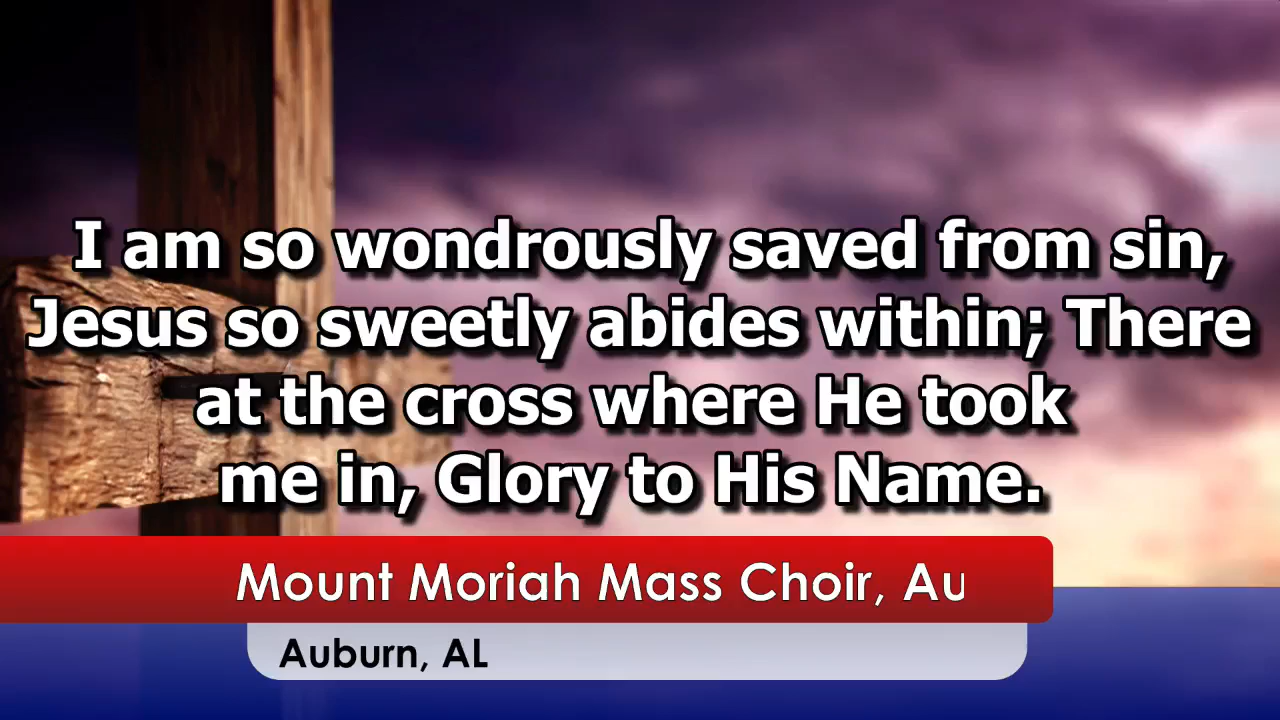 I am so wondrously saved from sin,
Jesus so sweetly abides within; There
at the cross where He took
me in, Glory to His Name.
Mount Moriah Mass Choir, Au
Auburn, AL